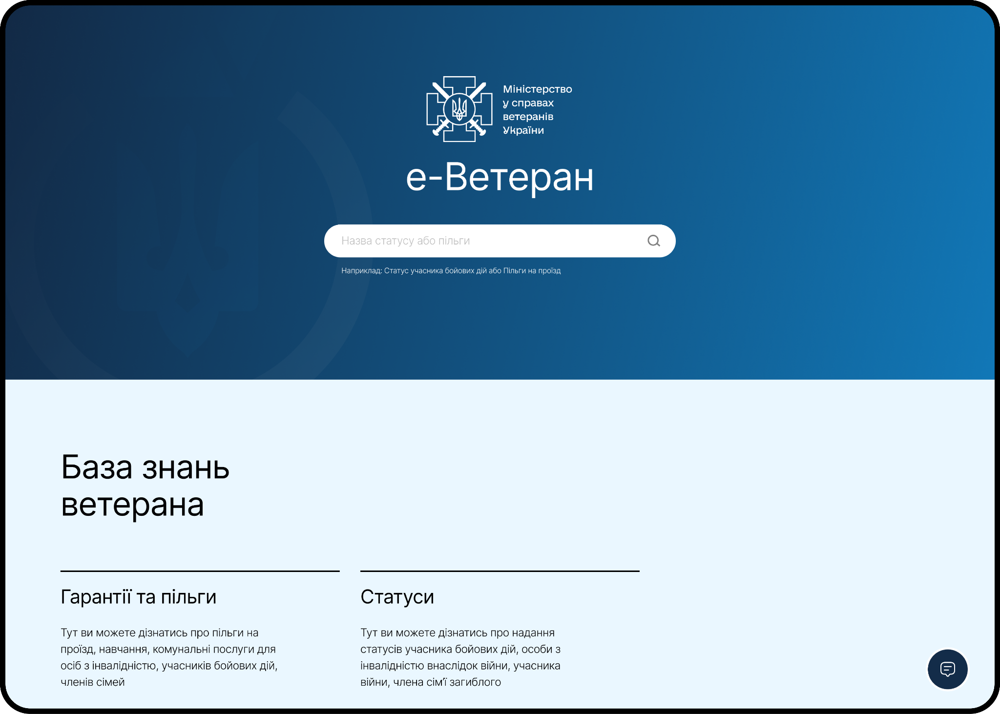 Міністерство
у справах
ветеранів
України
е-Ветеран
Назва статусу або пільги
Наприклад: Статус учасника бойових дій або Пільги на проїзд
База знань
ветерана
Гарантії та пільги
Тут ви можете дізнатись про пільги на
проїзд, навчання, комунальні послуги для
осіб з інвалідністю, учасників бойових дій,
членів сімей
Статуси
Тут ви можете дізнатись про надання
статусів учасника бойових дій, особи з
інвалідністю внаслідок війни, учасника
війни, члена сім’ї загиблого